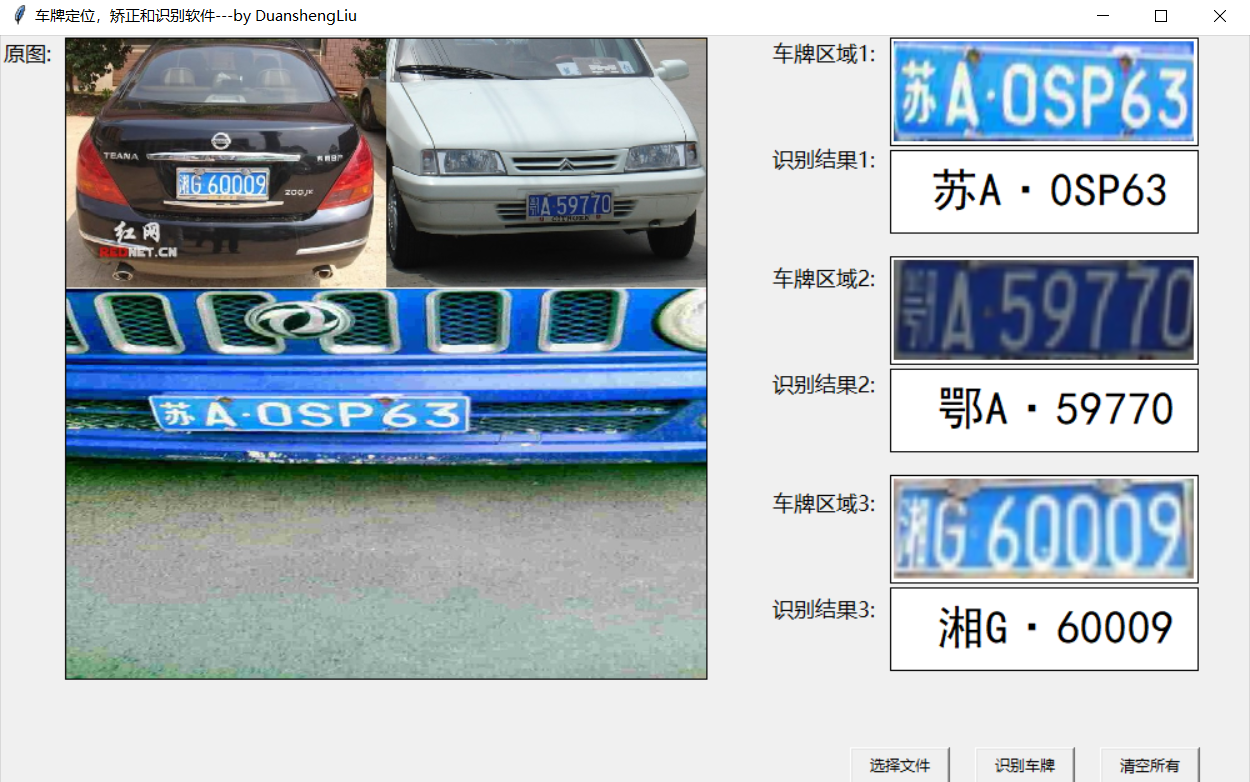 车牌定位，矫正和识别软件---by DuanshengLiu
原图:
TEANA
湘G 60009
200JK
红网
REDNET.CN
鄂A·59770
CITROEN
苏A·0SP63
车牌区域1:
苏A·0SP63
识别结果1:
苏A·0SP63
车牌区域2:
鄂A·59770
识别结果2:
鄂A·59770
车牌区域3:
湘G 60009
识别结果3:
湘G·60009
选择文件
识别车牌
清空所有